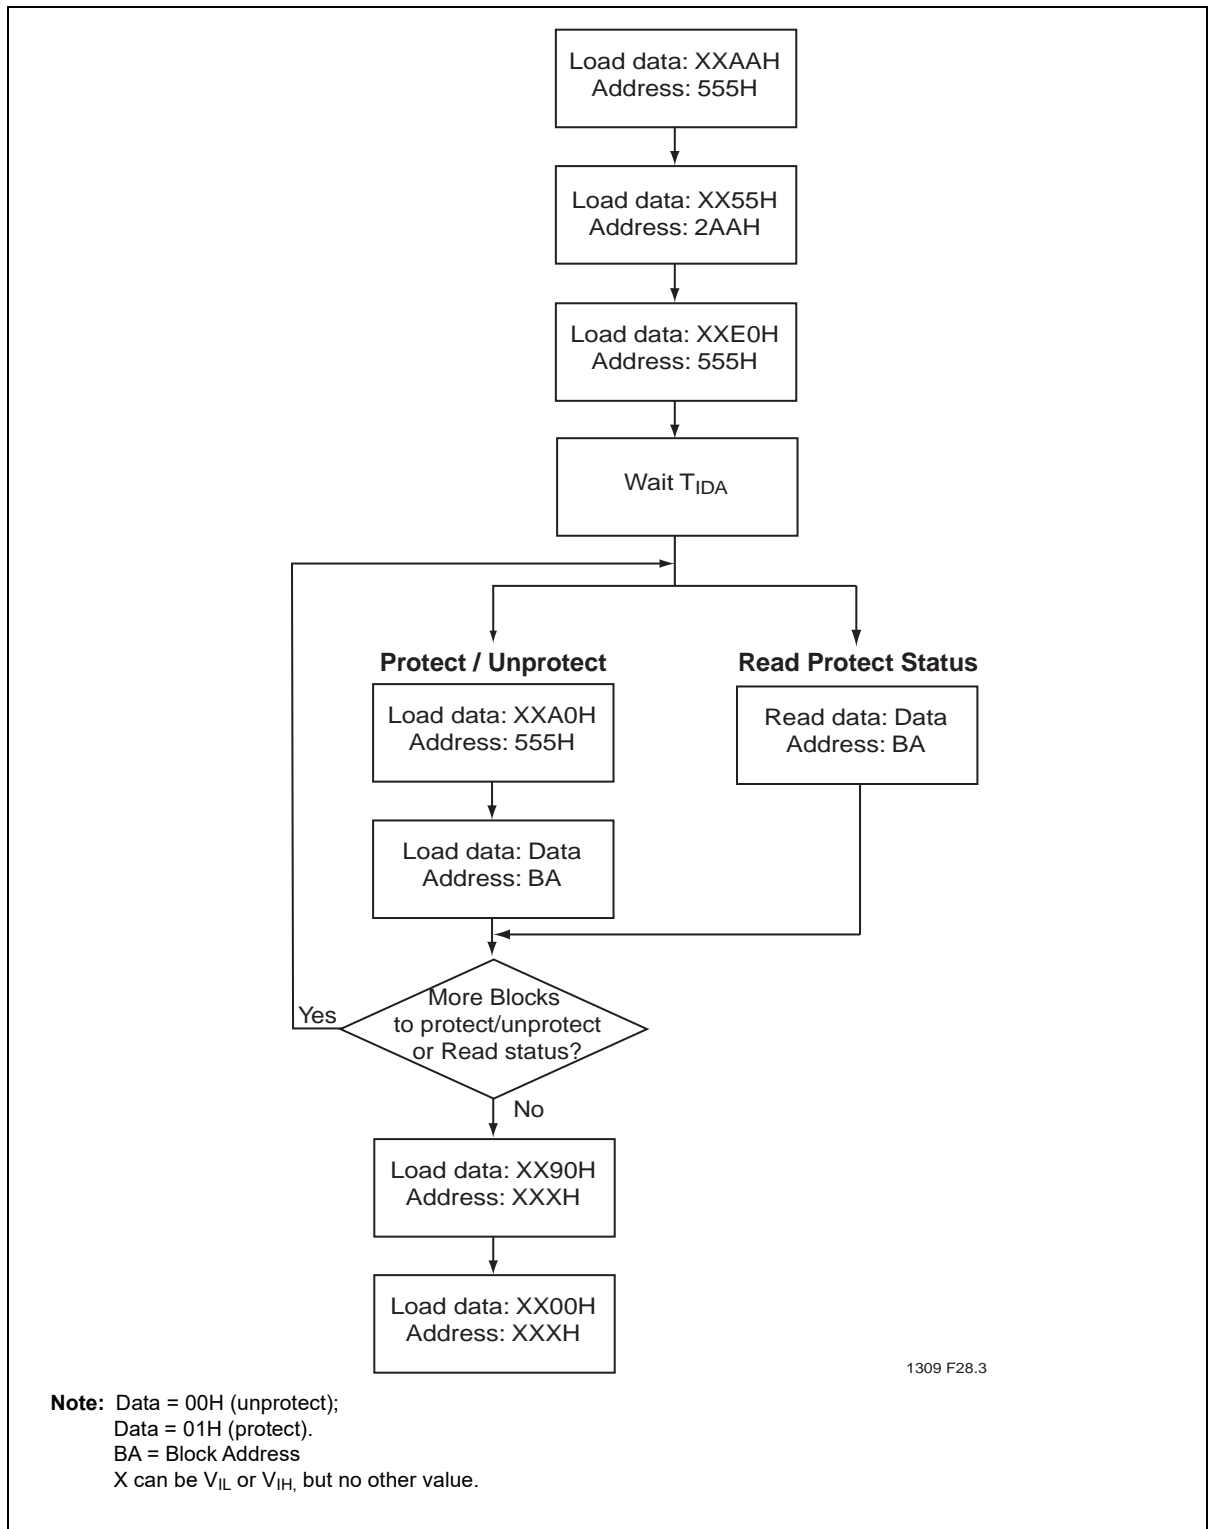 Load data: XXAAH
Address: 555H
Load data: XX55H
Address: 2AAH
Load data: XXE0H
Address: 555H
Wait TIDA
Protect / Unprotect
Load data: XXA0H
Address: 555H
Load data: Data
Address: BA
Read Protect Status
Read data: Data
Address: BA
More Blocks
to protect/unprotect
or Read status?
Yes
No
Load data: XX90H
Address: XXXH
Load data: XX00H
Address: XXXH
1309 F28.3
Note: Data = 00H (unprotect);
Data = 01H (protect).
BA = Block Address
X can be VIL or VIH, but no other value.